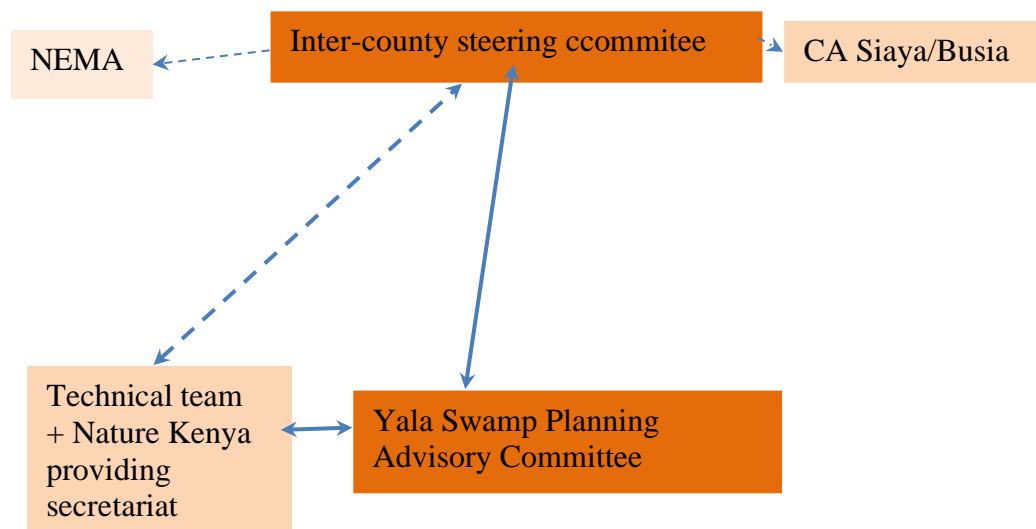 NEMA
Inter-county steering ccommitee
CA Siaya/Busia
Technical team
+ Nature Kenya
providing
secretariat
Yala Swamp Planning
Advisory Committee